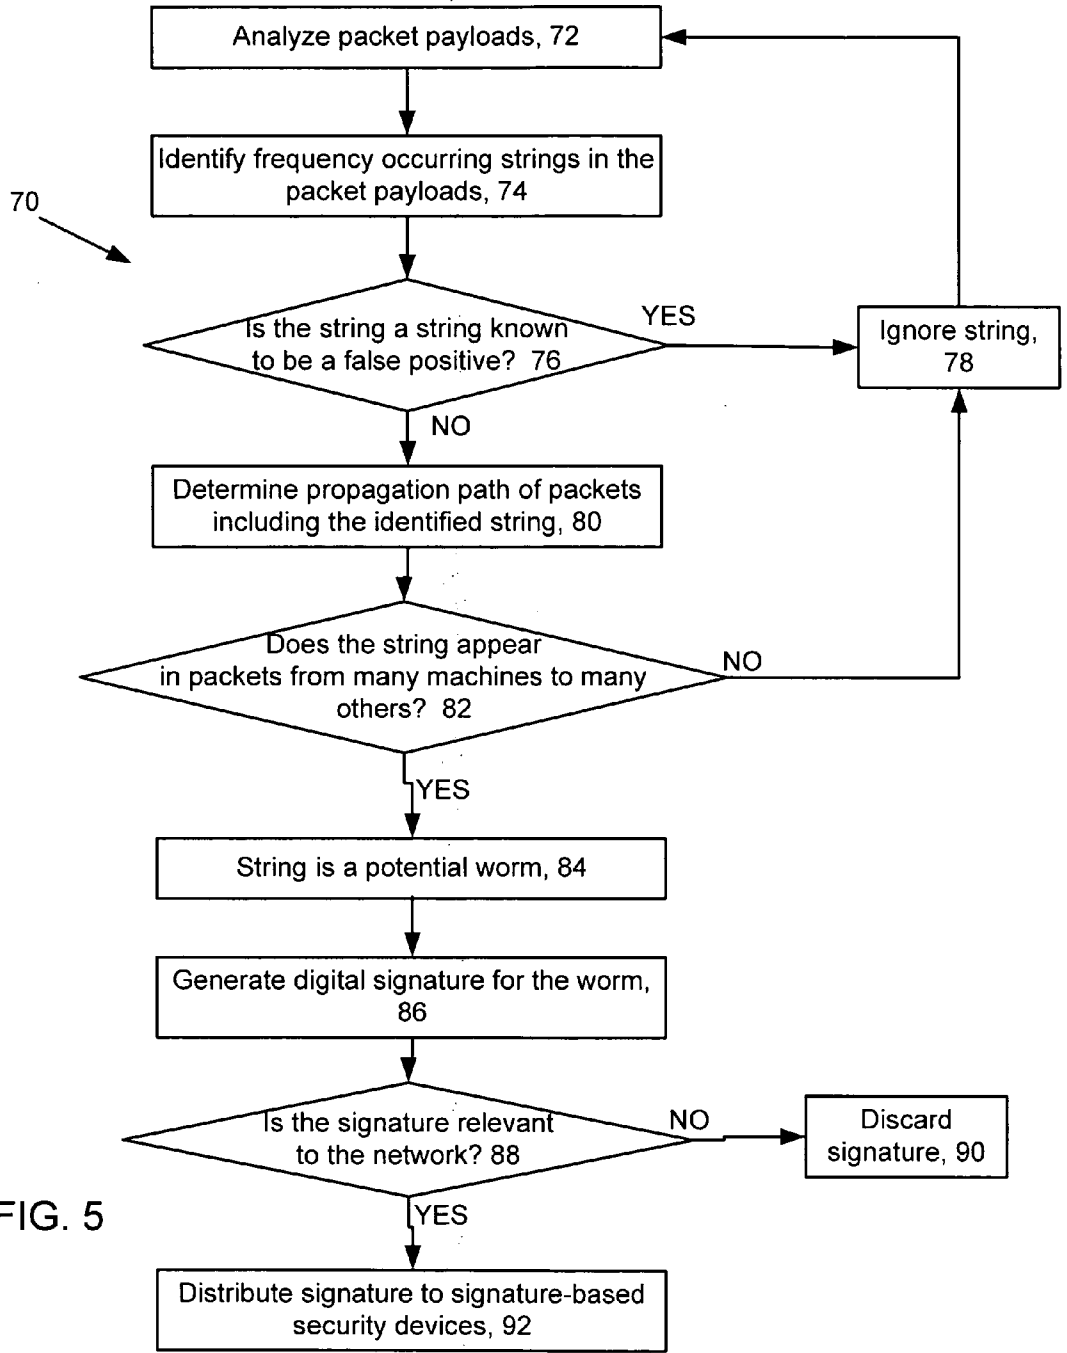 Analyze packet payloads, 72
Identify frequency occurring strings in the
packet payloads, 74
70
Is the string a string known
to be a false positive? 76
YES
Ignore string,
78
NO
Determine propagation path of packets
including the identified string, 80
Does the string appear
in packets from many machines to many
others? 82
NO
YES
String is a potential worm, 84
Generate digital signature for the worm,
86
Is the signature relevant
to the network? 88
NO
Discard
signature, 90
YES
FIG. 5
Distribute signature to signature-based
security devices, 92